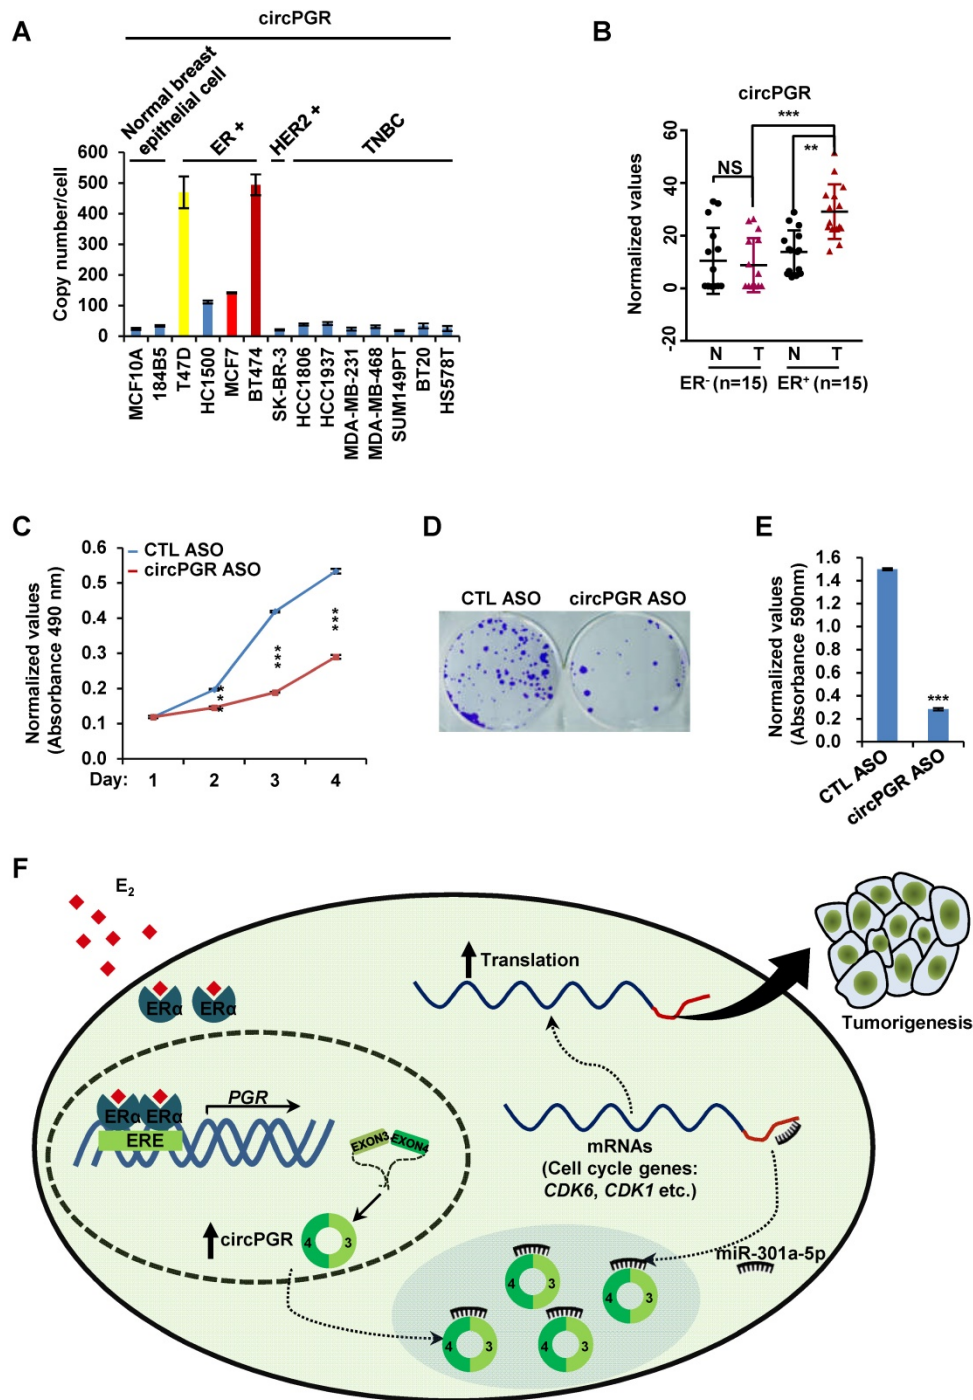 A
circPGR
Normal breast
epithelial cell
ER +
HER2 +
TNBC
Copy number/cell
600
500
400
300
200
100
0
MCF10A
184B5
T47D
HC1500
MCF7
BT474
SK-BR-3
HCC1806
HCC1937
MDA-MB-231
MDA-MB-468
SUM149PT
BT20
HS578T
B
circPGR
***
**
NS
Normalized values
60
40
20
0
-20
N T N T
ER- (n=15) ER+ (n=15)
C
CTL ASO
circPGR ASO
Normalized values
(Absorbance 490 nm)
0.6
0.5
0.4
0.3
0.2
0.1
0.0
***
***
***
Day: 1 2 3 4
D
CTL ASO circPGR ASO
E
Normalized values
(Absorbance 590nm)
1.6
1.4
1.2
1.0
0.8
0.6
0.4
0.2
0.0
***
CTL ASO
circPGR ASO
F
E2
ERα ERα
ERα ERα
ERE
PGR
EXON3 EXON4
circPGR
4 3
Translation
Tumorigenesis
mRNAs
(Cell cycle genes:
CDK6, CDK1 etc.)
miR-301a-5p
4 3
4 3
4 3
4 3